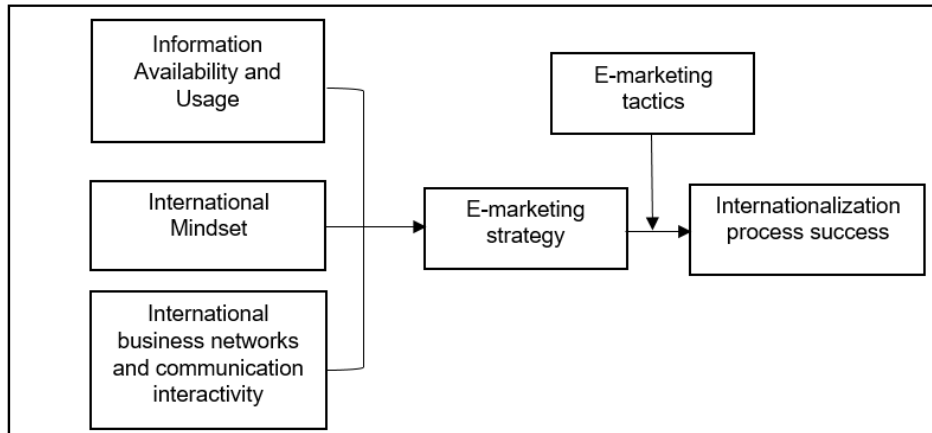 Information
Availability and
Usage
International
Mindset
International
business networks
and communication
interactivity
E-marketing
strategy
E-marketing
tactics
Internationalization
process success